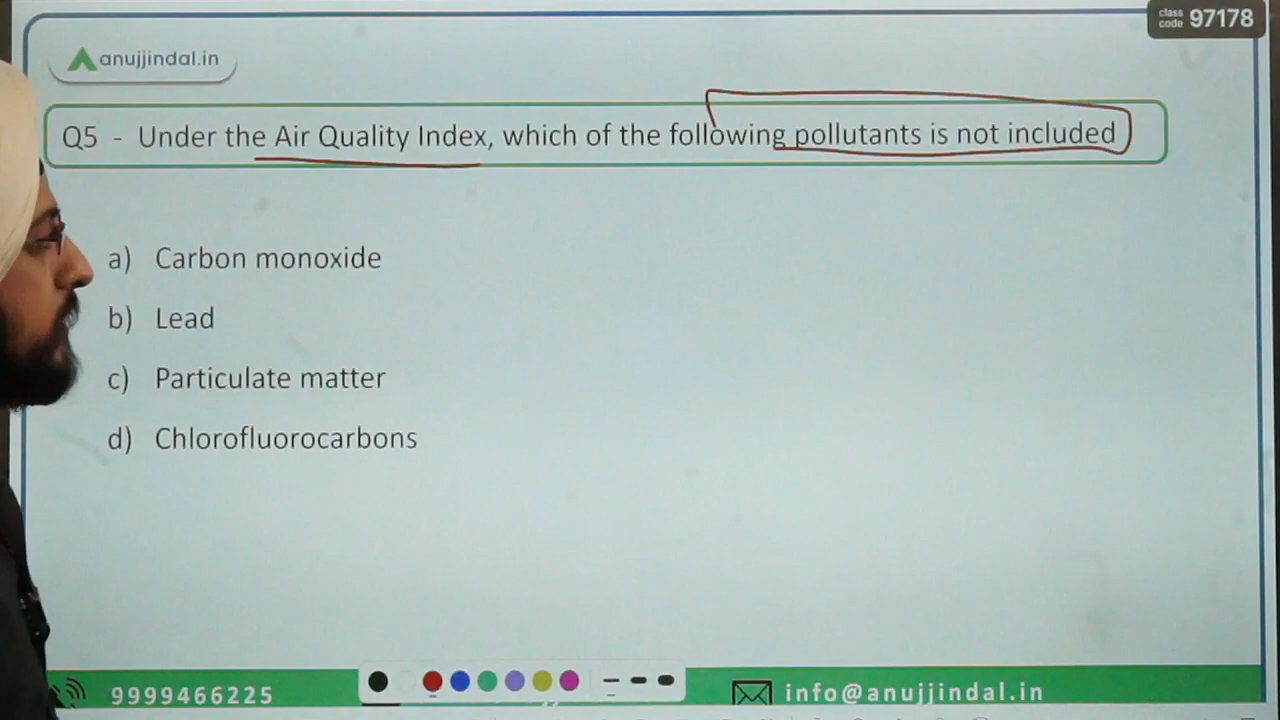 class code 97178
anujjindal.in
Q5 - Under the Air Quality Index, which of the following pollutants is not included
a) Carbon monoxide
b) Lead
c) Particulate matter
d) Chlorofluorocarbons
9999466225
info@anujjindal.in